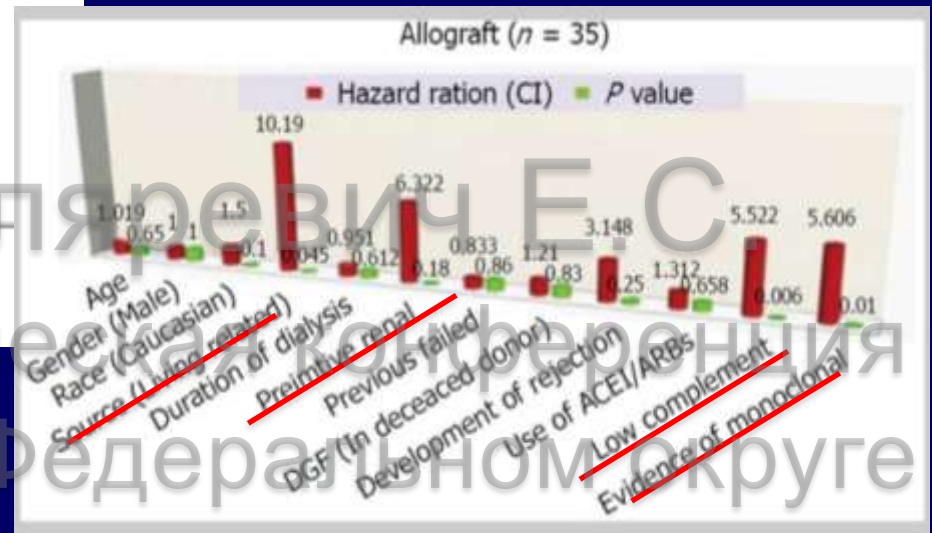 Allograft (n = 35)
Hazard ration (CI) P value
1.019 0.65 1 1 1.5 0.1 10.19 0.045 0.951 0.612 6.322 0.18 0.833 0.86 1.21 0.83 3.148 0.25 1.312 0.658 5.522 0.006 5.606 0.01
Age
Gender (Male)
Race (Caucasian)
Source (Living related)
Duration of dialysis
Preimtive renal
Previous failed
DGF (In deceaced donor)
Development of rejection
Use of ACEI/ARBs
Low complement
Evidence of monoclonal
ляревич Е.С
еская конференция
Федеральном округе